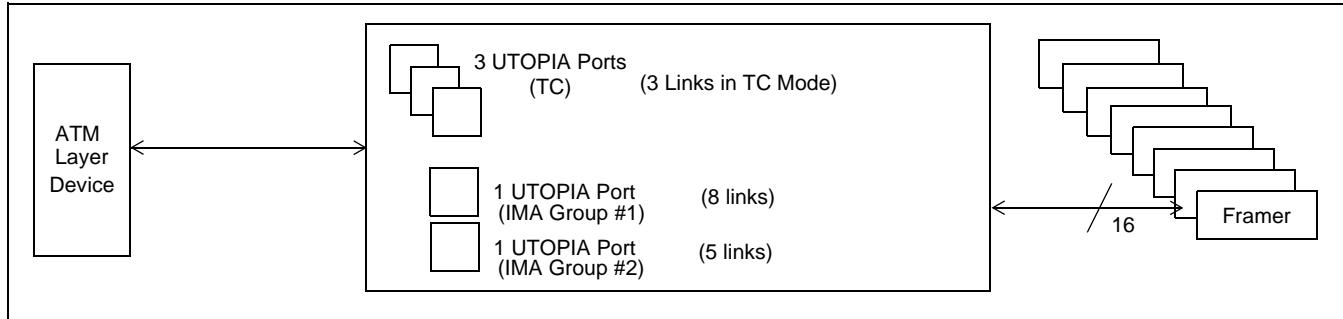 ATM
Layer
Device
3 UTOPIA Ports
(TC)
(3 Links in TC Mode)
1 UTOPIA Port
(IMA Group #1)
(8 links)
1 UTOPIA Port
(IMA Group #2)
(5 links)
16
Framer